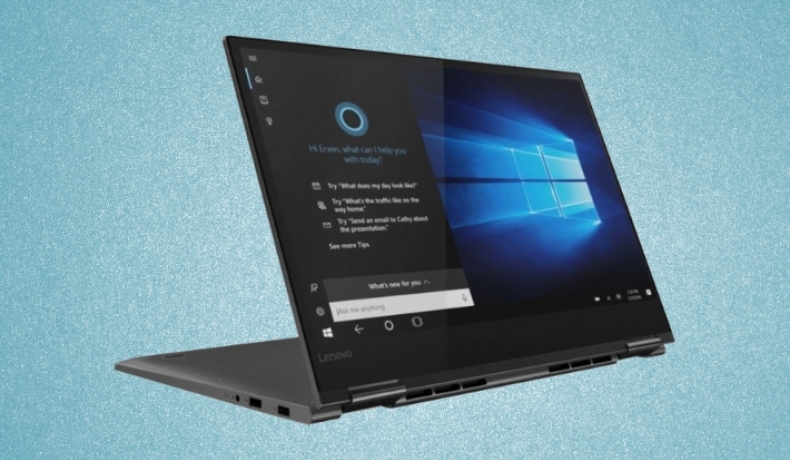 Hi Erwin, what can I help you
with today?
Try "What does my day look like?"
Try "What's the traffic like on the
way home."
Try "Send an email to Cathy about
the presentation."
See more Tips
What's new for you
Ask me anything
Lenovo